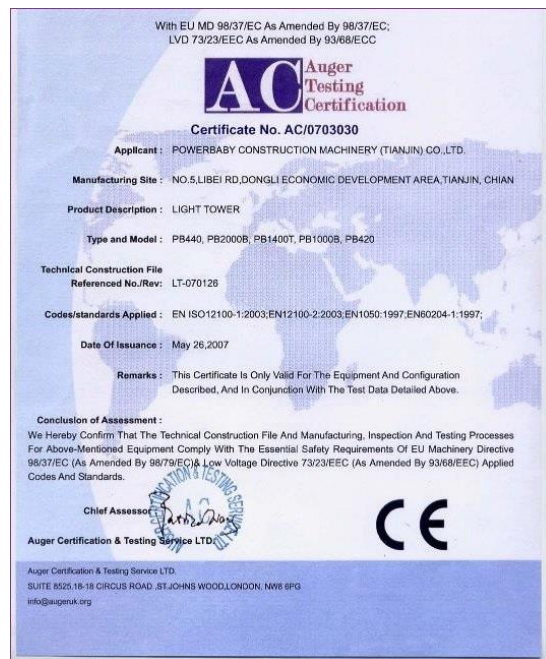 With EU MD 98/37/EC As Amended By 98/37/EC;
LVD 73/23/EEC As Amended By 93/68/ECC
AC Auger
Testing
Certification
Certificate No. AC/0703030
Applicant : POWERBABY CONSTRUCTION MACHINERY (TIANJIN) CO.,LTD.
Manufacturing Site : NO.5,LIBEI RD,DONGLI ECONOMIC DEVELOPMENT AREA,TIANJIN, CHIAN
Product Description : LIGHT TOWER
Type and Model : PB440, PB2000B, PB1400T, PB1000B, PB420
Technical Construction File
Referenced No./Rev: LT-070126
Codes/standards Applied : EN ISO12100-1:2003;EN12100-2:2003;EN1050:1997;EN60204-1:1997;
Date Of Issuance : May 26,2007
Remarks : This Certificate Is Only Valid For The Equipment And Configuration
Described, And In Conjunction With The Test Data Detailed Above.
Conclusion of Assessment :
We Hereby Confirm That The Technical Construction File And Manufacturing, Inspection And Testing Processes
For Above-Mentioned Equipment Comply With The Essential Safety Requirements Of EU Machinery Directive
98/37/EC (As Amended By 98/79/EC)& Low Voltage Directive 73/23/EEC (As Amended By 93/68/EEC) Applied
Codes And Standards.
Chief Assessor
Auger Certification & Testing Service LTD.
CE
Auger Certification & Testing Service LTD.
SUITE 8525,18-18 CIRCUS ROAD .ST.JOHNS WOOD,LONDON. NW8 6PG
info@augeruk.org